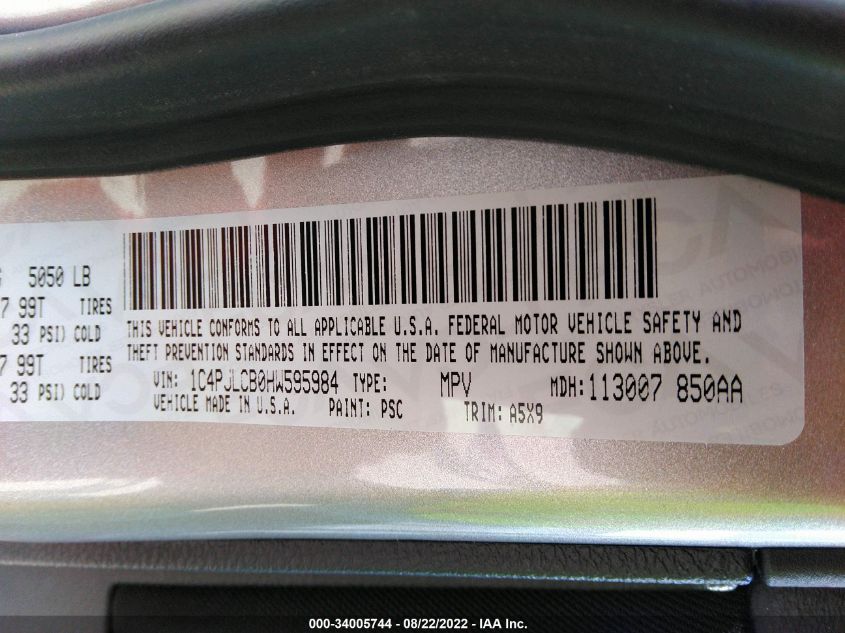 5050 LB
99T TIRES
33 PSI) COLD
99T TIRES
33 PSI) COLD
THIS VEHICLE CONFORMS TO ALL APPLICABLE U.S.A. FEDERAL MOTOR VEHICLE SAFETY AND
THEFT PREVENTION STANDARDS IN EFFECT ON THE DATE OF MANUFACTURE SHOWN ABOVE.
VIN: 1C4PJLCB0HW595984 TYPE: MPV MDH: 113007 850AA
VEHICLE MADE IN U.S.A. PAINT: PSC TRIM: A5X9
000-34005744 - 08/22/2022 - IAA Inc.